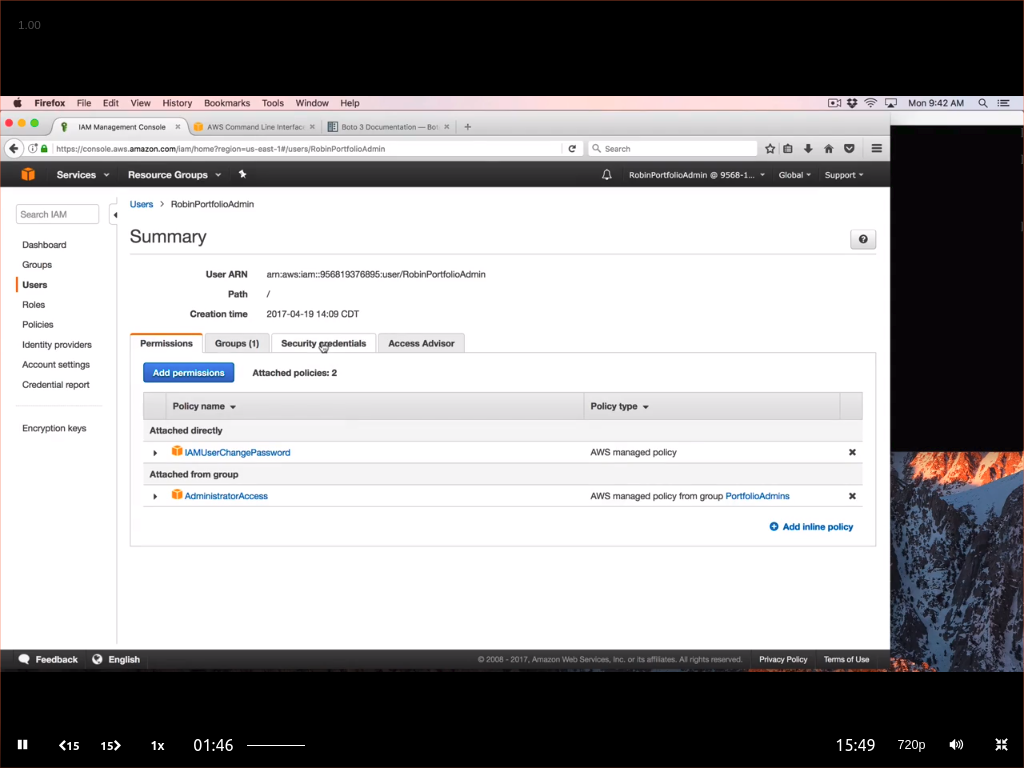 1.00
Firefox File Edit View History Bookmarks Tools Window Help Mon 9:42 AM
IAM Management Console × AWS Command Line Interfac × Boto 3 Documentation — Bot × +
https://console.aws.amazon.com/iam/home?region=us-east-1#/users/RobinPortfolioAdmin Search
Services Resource Groups RobinPortfolioAdmin @ 9568-1... Global Support
Search IAM
Dashboard
Groups
Users
Roles
Policies
Identity providers
Account settings
Credential report
Encryption keys
Users > RobinPortfolioAdmin
Summary
?
User ARN arn:aws:iam::956819376895:user/RobinPortfolioAdmin
Path /
Creation time 2017-04-19 14:09 CDT
Permissions Groups (1) Security credentials Access Advisor
Add permissions Attached policies: 2
Policy name Policy type
Attached directly
IAMUserChangePassword AWS managed policy
Attached from group
AdministratorAccess AWS managed policy from group PortfolioAdmins
Add inline policy
Feedback English © 2008 - 2017, Amazon Web Services, Inc. or its affiliates. All rights reserved. Privacy Policy Terms of Use
15 15 1x 01:46 15:49 720p